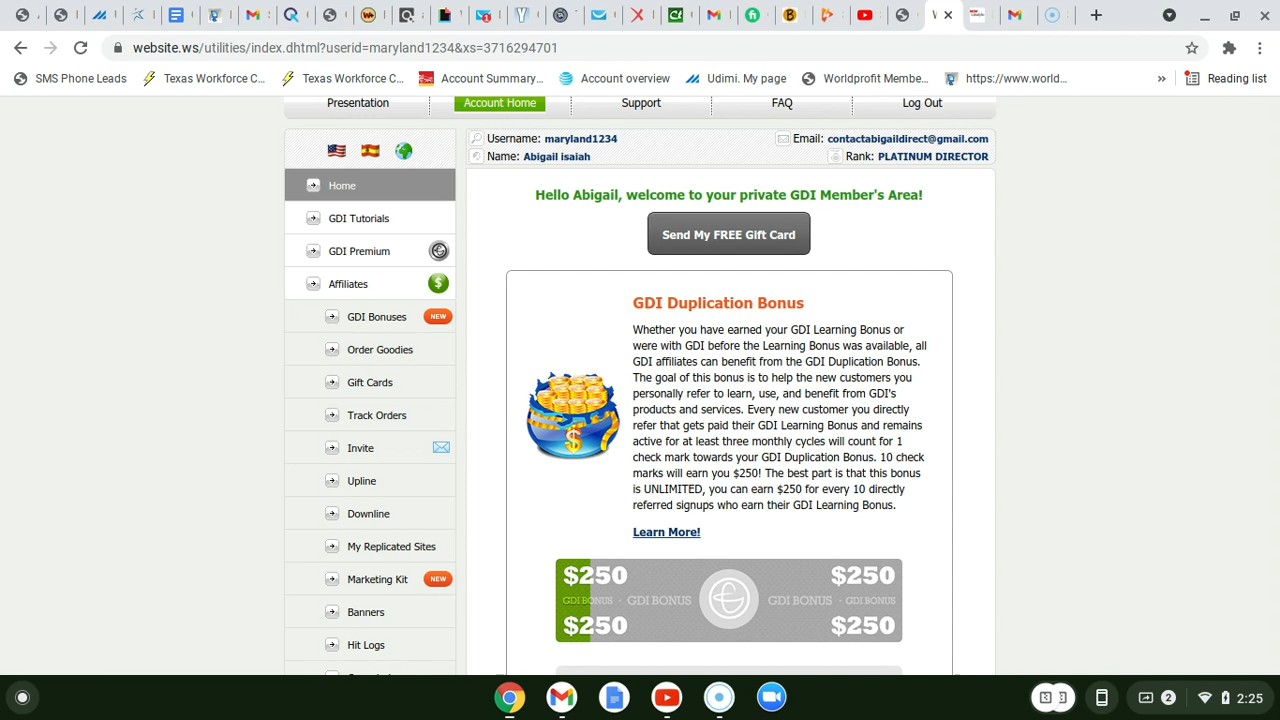 website.ws/utilities/index.dhtml?userid=maryland1234&xs=3716294701
SMS Phone Leads
Texas Workforce C...
Texas Workforce C...
Account Summary...
Account overview
Udimi. My page
Worldprofit Membe...
https://www.world...
»
Reading list
Presentation
Account Home
Support
FAQ
Log Out
Username: maryland1234
Email: contactabigaildirect@gmail.com
Name: Abigail isaiah
Rank: PLATINUM DIRECTOR
Home
GDI Tutorials
GDI Premium
Affiliates
GDI Bonuses NEW
Order Goodies
Gift Cards
Track Orders
Invite
Upline
Downline
My Replicated Sites
Marketing Kit NEW
Banners
Hit Logs
Hello Abigail, welcome to your private GDI Member's Area!
Send My FREE Gift Card
GDI Duplication Bonus
Whether you have earned your GDI Learning Bonus or
were with GDI before the Learning Bonus was available, all
GDI affiliates can benefit from the GDI Duplication Bonus.
The goal of this bonus is to help the new customers you
personally refer to learn, use, and benefit from GDI's
products and services. Every new customer you directly
refer that gets paid their GDI Learning Bonus and remains
active for at least three monthly cycles will count for 1
check mark towards your GDI Duplication Bonus. 10 check
marks will earn you $250! The best part is that this bonus
is UNLIMITED, you can earn $250 for every 10 directly
referred signups who earn their GDI Learning Bonus.
Learn More!
$250 $250
GDI BONUS · GDI BONUS GDI BONUS · GDI BONUS
$250 $250
2
2:25